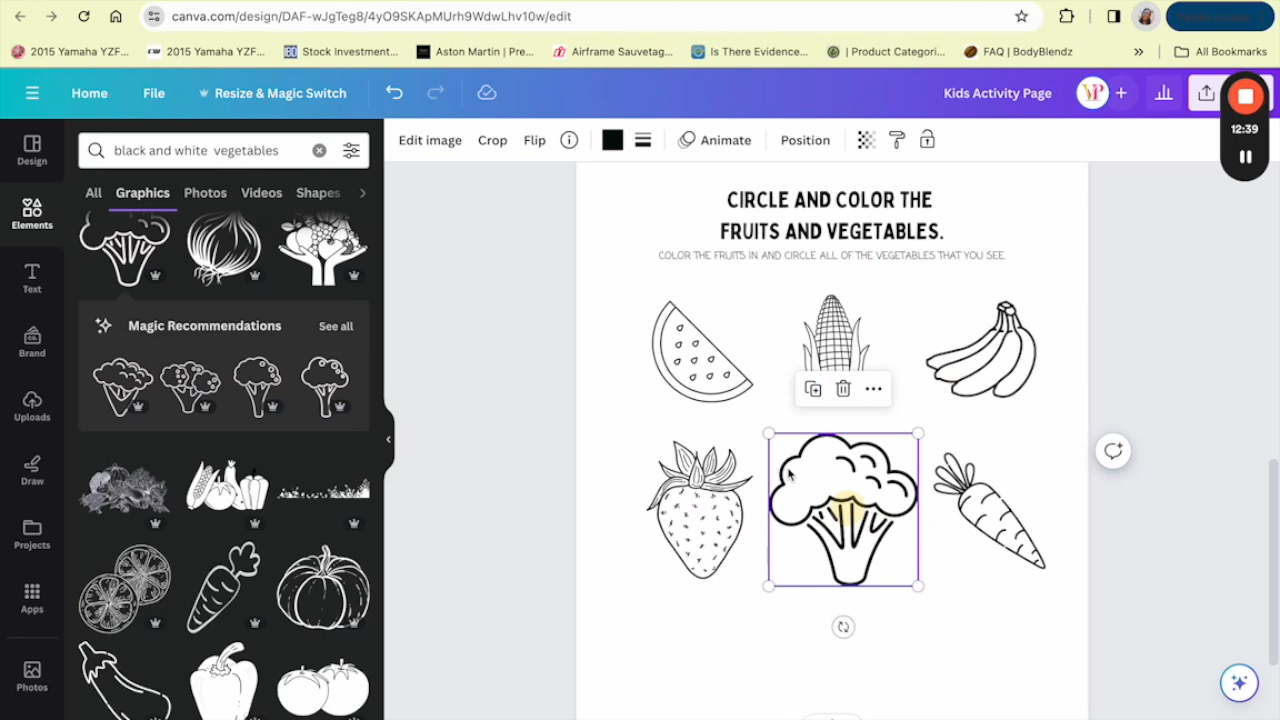 canva.com/design/DAF-wJgTeg8/4yO9SKApMUrh9WdwLhv10w/edit
2015 Yamaha YZF...
2015 Yamaha YZF...
Stock Investment...
Aston Martin | Pre...
Airframe Sauvetag...
Is There Evidence...
| Product Categori...
FAQ | BodyBlendz
»
All Bookmarks
Home
File
Resize & Magic Switch
Kids Activity Page
Design
Elements
Text
Brand
Uploads
Draw
Projects
Apps
Photos
black and white vegetables
All
Graphics
Photos
Videos
Shapes
Magic Recommendations
See all
Edit image
Crop
Flip
Animate
Position
12:39
CIRCLE AND COLOR THE
FRUITS AND VEGETABLES.
COLOR THE FRUITS IN AND CIRCLE ALL OF THE VEGETABLES THAT YOU SEE.